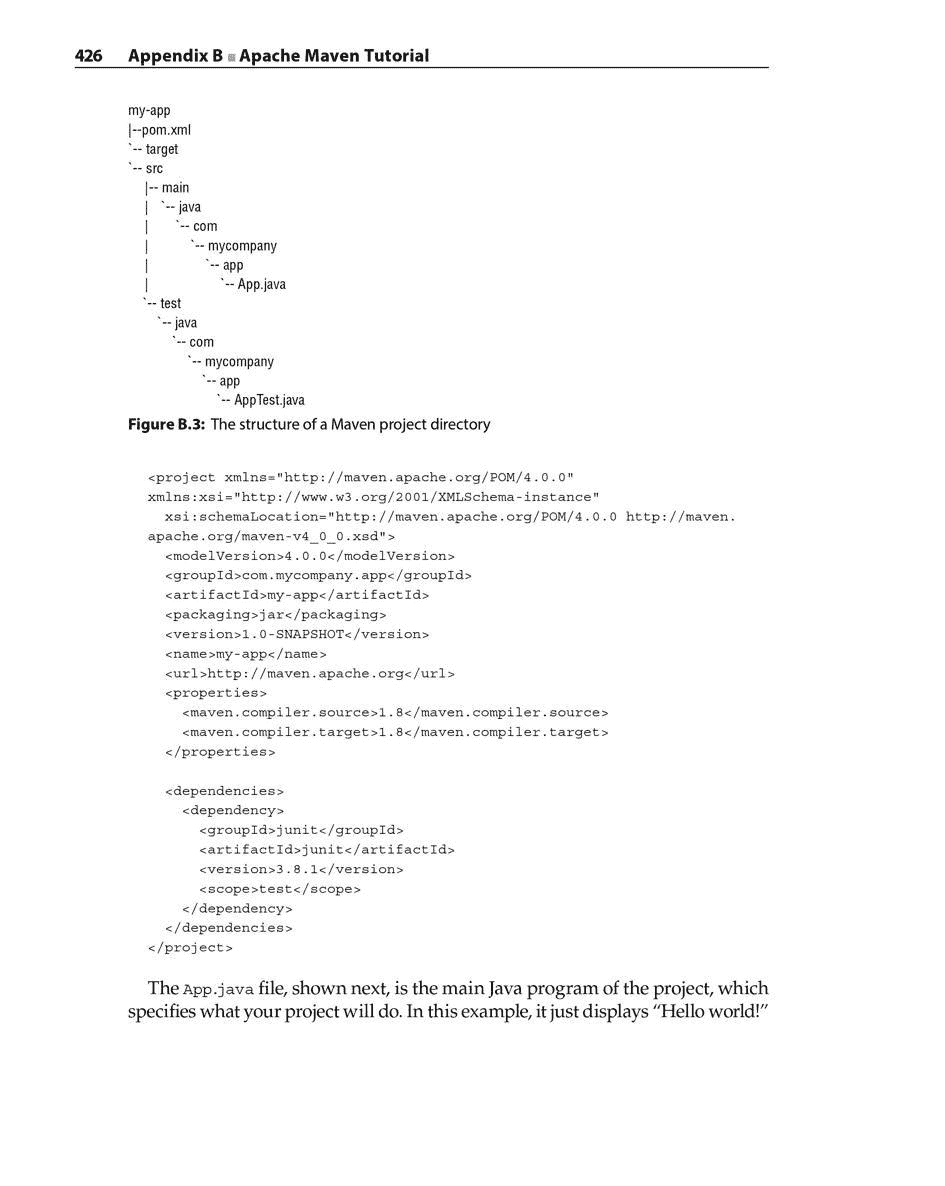 426 Appendix B ■ Apache Maven Tutorial
my-app
|--pom.xml
`-- target
`-- src
    |-- main
    |   `-- java
    |       `-- com
    |           `-- mycompany
    |               `-- app
    |                   `-- App.java
    `-- test
        `-- java
            `-- com
                `-- mycompany
                    `-- app
                        `-- AppTest.java
Figure B.3: The structure of a Maven project directory
<project xmlns="http://maven.apache.org/POM/4.0.0"
xmlns:xsi="http://www.w3.org/2001/XMLSchema-instance"
  xsi:schemaLocation="http://maven.apache.org/POM/4.0.0 http://maven.
apache.org/maven-v4_0_0.xsd">
  <modelVersion>4.0.0</modelVersion>
  <groupId>com.mycompany.app</groupId>
  <artifactId>my-app</artifactId>
  <packaging>jar</packaging>
  <version>1.0-SNAPSHOT</version>
  <name>my-app</name>
  <url>http://maven.apache.org</url>
  <properties>
    <maven.compiler.source>1.8</maven.compiler.source>
    <maven.compiler.target>1.8</maven.compiler.target>
  </properties>
  <dependencies>
    <dependency>
      <groupId>junit</groupId>
      <artifactId>junit</artifactId>
      <version>3.8.1</version>
      <scope>test</scope>
    </dependency>
  </dependencies>
</project>
The App.java file, shown next, is the main Java program of the project, which
specifies what your project will do. In this example, it just displays “Hello world!”